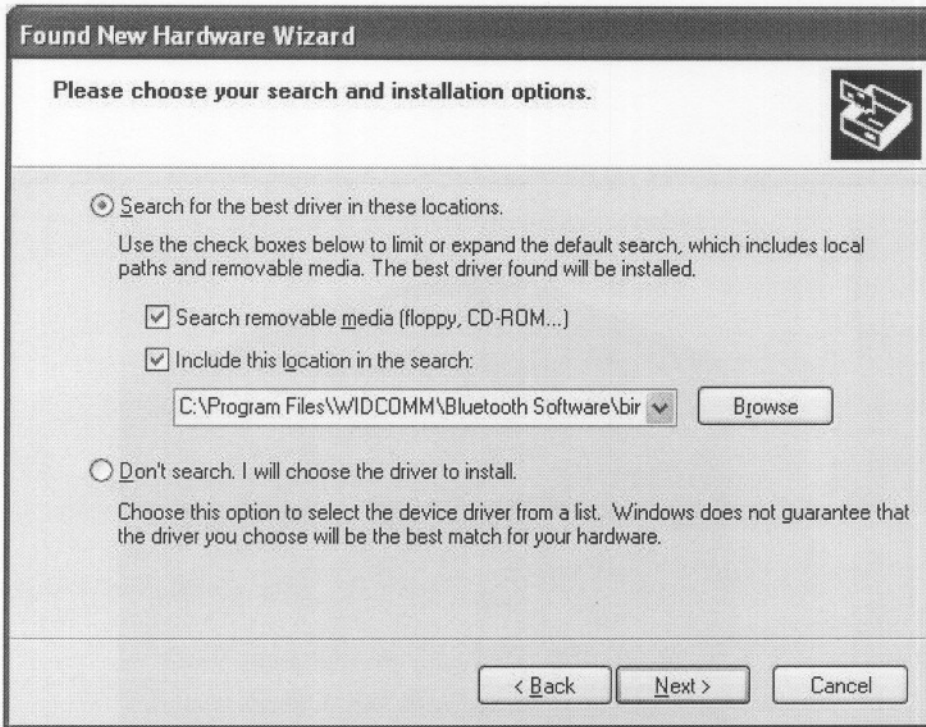 Found New Hardware Wizard
Please choose your search and installation options.
Search for the best driver in these locations.
Use the check boxes below to limit or expand the default search, which includes local
paths and removable media. The best driver found will be installed.
Search removable media (floppy, CD-ROM...)
Include this location in the search:
C:\Program Files\WIDCOMM\Bluetooth Software\bir
Browse
Don't search. I will choose the driver to install.
Choose this option to select the device driver from a list. Windows does not guarantee that
the driver you choose will be the best match for your hardware.
< Back
Next >
Cancel